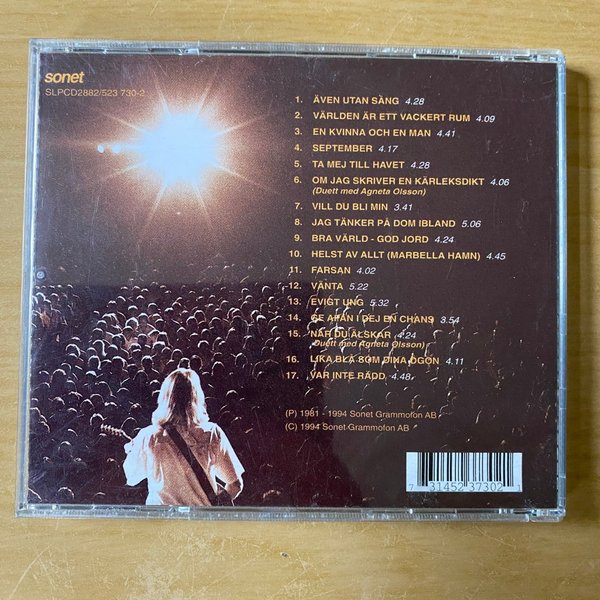 sonet
SLPCD2882/523 730-2
1. ÄVEN UTAN SÅNG 4.28
2. VÄRLDEN ÄR ETT VACKERT RUM 4.09
3. EN KVINNA OCH EN MAN 4.41
4. SEPTEMBER 4.17
5. TA MEJ TILL HAVET 4.28
6. OM JAG SKRIVER EN KÄRLEKSDIKT 4.06
(Duett med Agneta Olsson)
7. VILL DU BLI MIN 3.41
8. JAG TÄNKER PÅ DOM IBLAND 5.06
9. BRA VÄRLD - GOD JORD 4.24
10. HELST AV ALLT (MARBELLA HAMN) 4.45
11. FARSAN 4.02
12. VÄNTA 5.22
13. EVIGT UNG 5.32
14. GE AFAN I DEJ EN CHANS 3.54
15. NÄR DU ÄLSKAR 4.24
(Duett med Agneta Olsson)
16. LIKA BLÅ SOM DINA ÖGON 4.11
17. VAR INTE RÄDD 4.48
(P) 1981 - 1994 Sonet Grammofon AB
(C) 1994 Sonet Grammofon AB
7 31452 37302 1